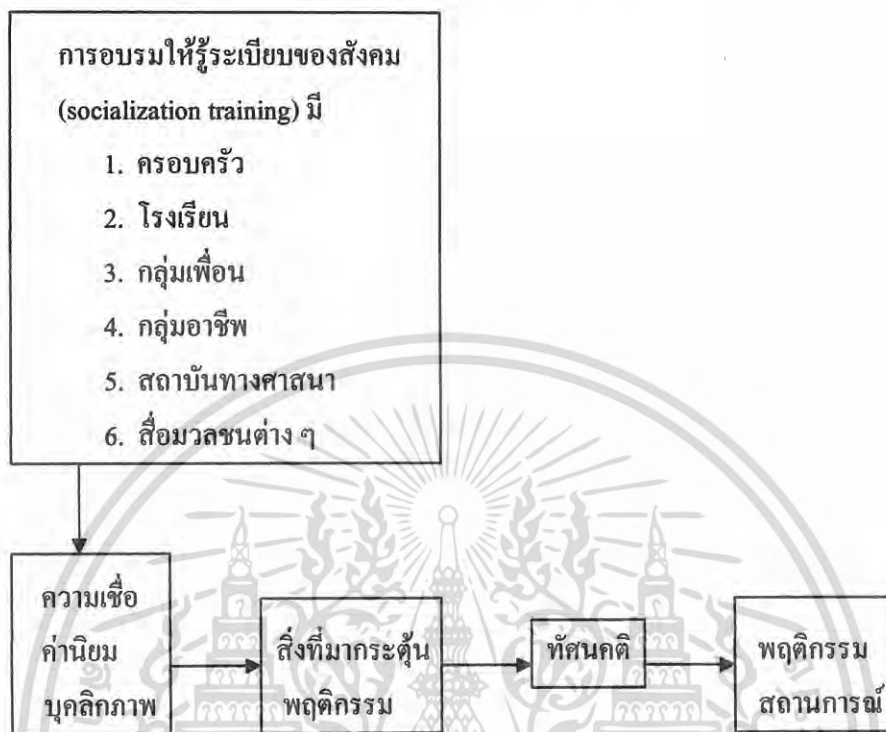 การอบรมให้รู้ระเบียบของสังคม
(socialization training) มี
1. ครอบครัว
2. โรงเรียน
3. กลุ่มเพื่อน
4. กลุ่มอาชีพ
5. สถาบันทางศาสนา
6. สื่อมวลชนต่าง ๆ
ความเชื่อ
ค่านิยม
บุคลิกภาพ
สิ่งที่มากระตุ้น
พฤติกรรม
ทัศนคติ
พฤติกรรม
สถานการณ์